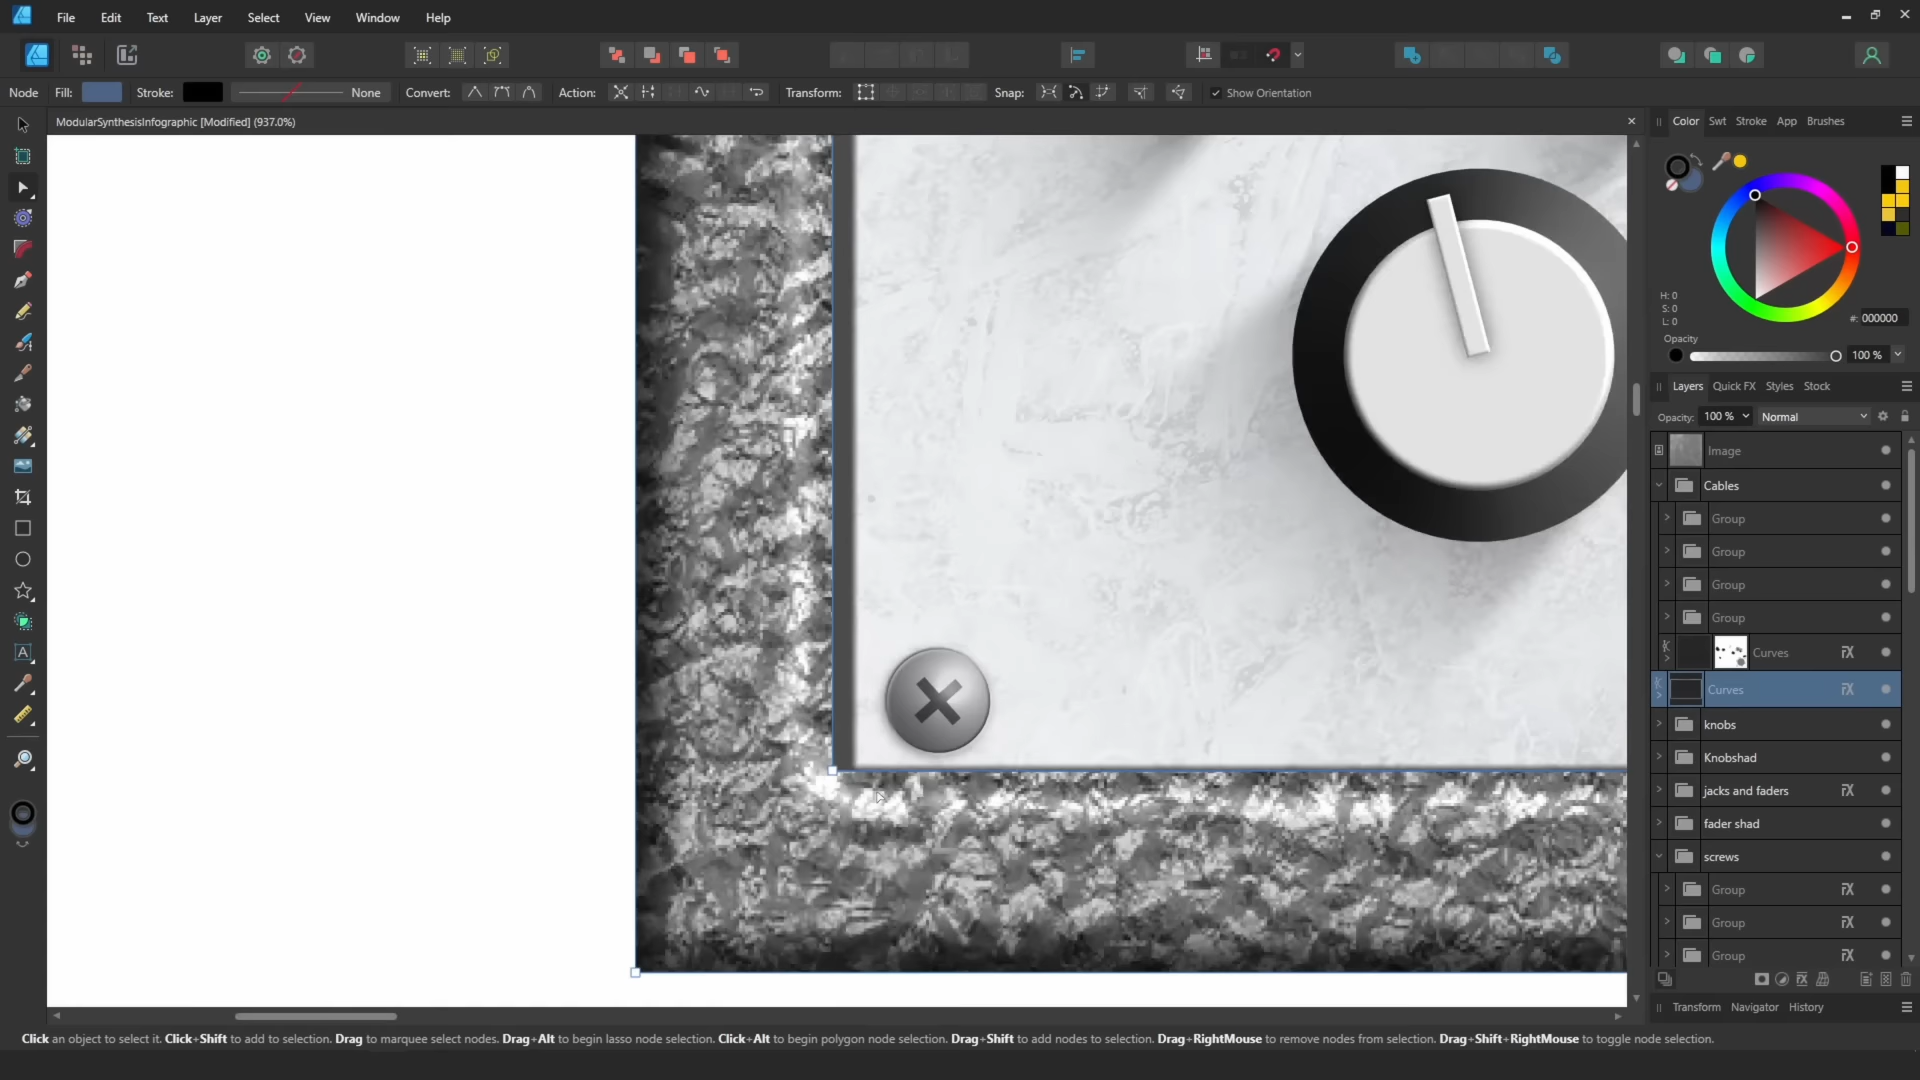 File Edit Text Layer Select View Window Help
Node Fill: Stroke: None Convert: Action: Transform: Snap: Show Orientation
ModularSynthesisInfographic [Modified] (937.0%)
Color Swt Stroke App Brushes
H: 0
S: 0
L: 0
#: 000000
Opacity
100 %
Layers Quick FX Styles Stock
Opacity: 100 % Normal
Image
Cables
Group
Group
Group
Group
Curves
Curves
knobs
Knobshad
jacks and faders
fader shad
screws
Group
Group
Group
Transform Navigator History
Click an object to select it. Click+Shift to add to selection. Drag to marquee select nodes. Drag+Alt to begin lasso node selection. Click+Alt to begin polygon node selection. Drag+Shift to add nodes to selection. Drag+RightMouse to remove nodes from selection. Drag+Shift+RightMouse to toggle node selection.